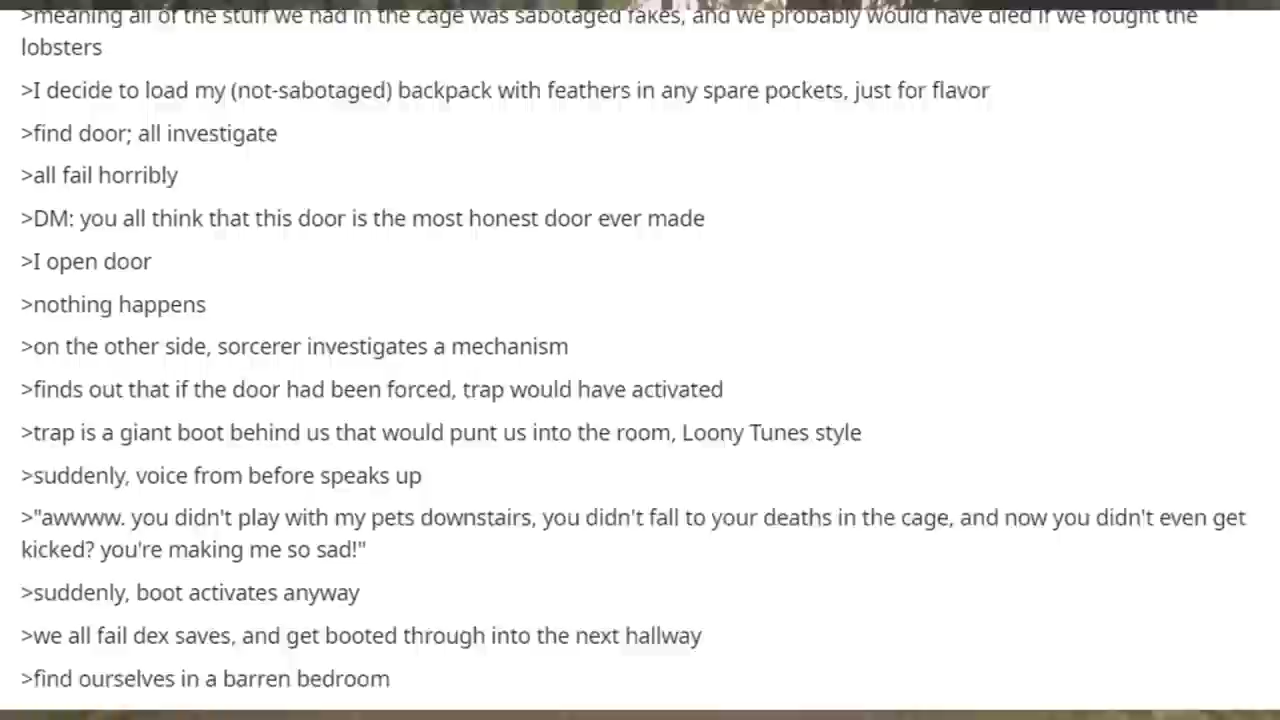 >meaning all of the stuff we had in the cage was sabotaged fakes, and we probably would have died if we fought the
lobsters
>I decide to load my (not-sabotaged) backpack with feathers in any spare pockets, just for flavor
>find door; all investigate
>all fail horribly
>DM: you all think that this door is the most honest door ever made
>I open door
>nothing happens
>on the other side, sorcerer investigates a mechanism
>finds out that if the door had been forced, trap would have activated
>trap is a giant boot behind us that would punt us into the room, Loony Tunes style
>suddenly, voice from before speaks up
>"awwww. you didn't play with my pets downstairs, you didn't fall to your deaths in the cage, and now you didn't even get
kicked? you're making me so sad!"
>suddenly, boot activates anyway
>we all fail dex saves, and get booted through into the next hallway
>find ourselves in a barren bedroom